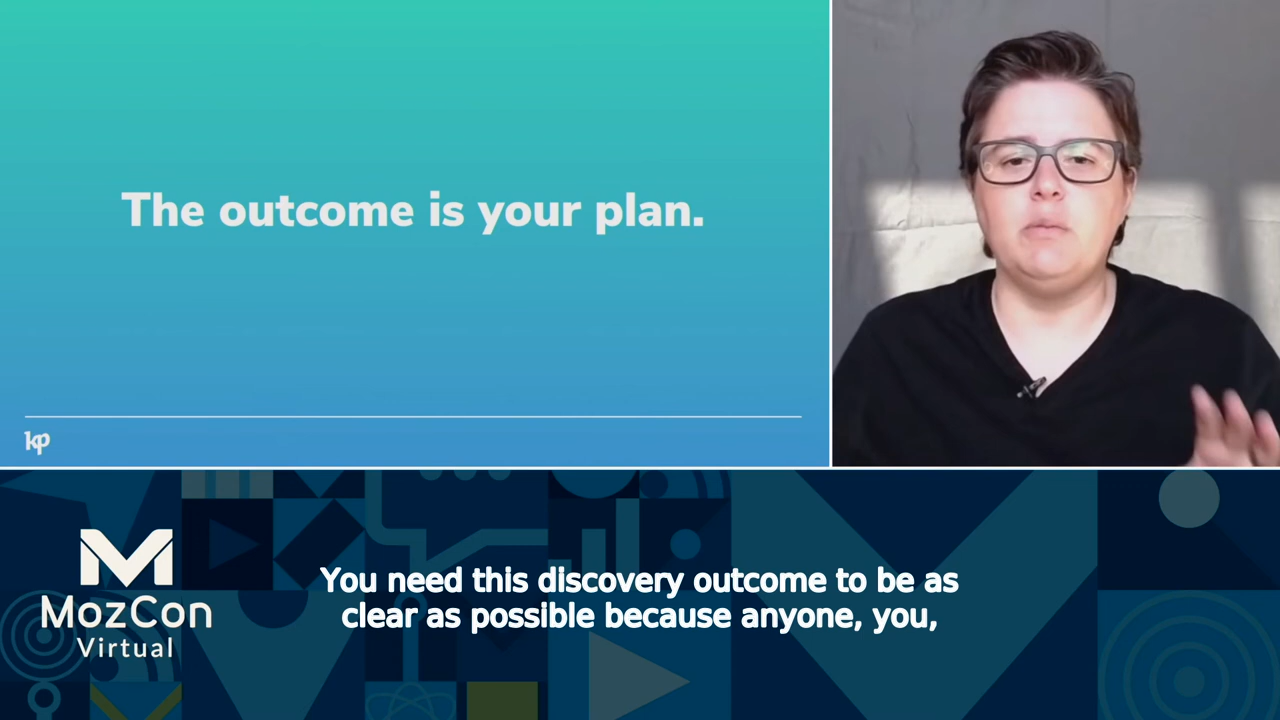 The outcome is your plan.
kp
MozCon
Virtual
You need this discovery outcome to be as
clear as possible because anyone, you,